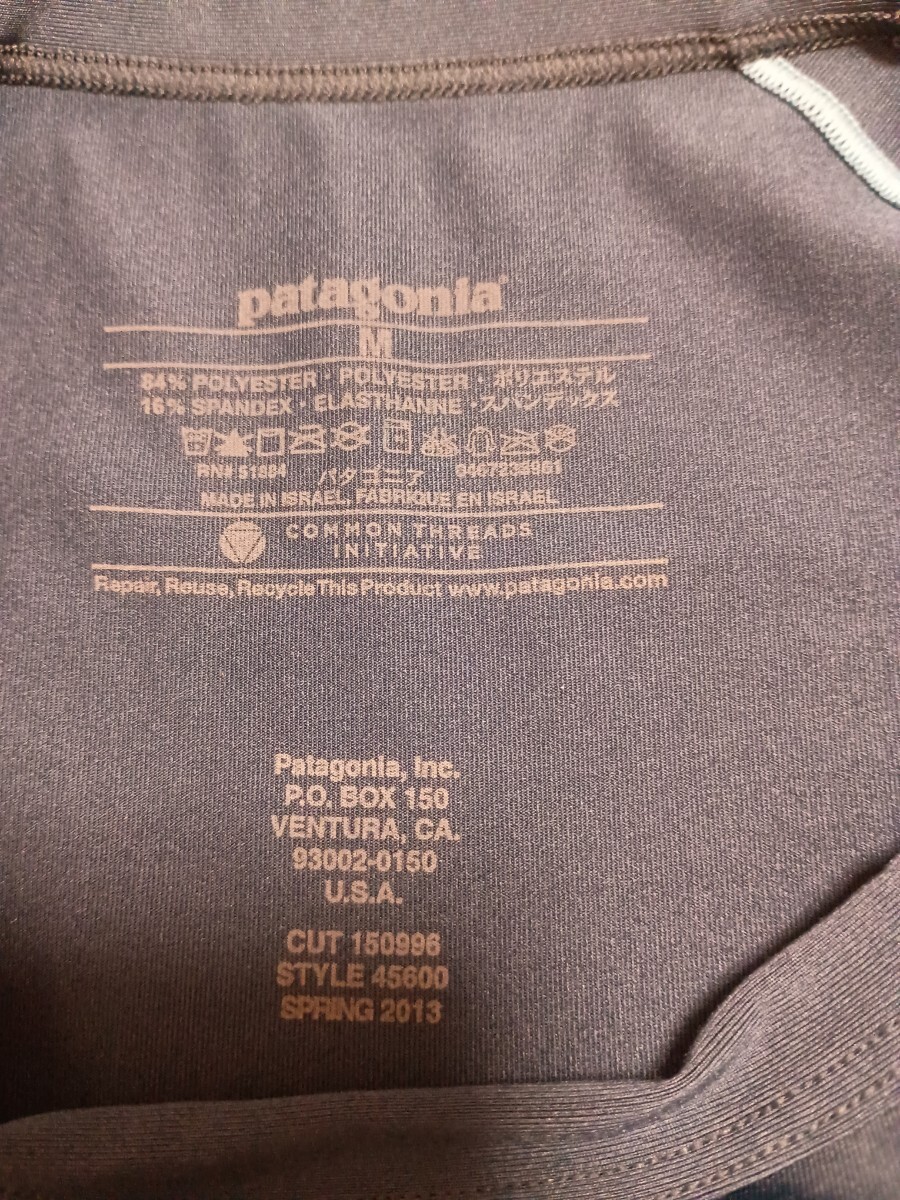 patagonia®
M
84% POLYESTER · POLYESTER · ポリエステル
16% SPANDEX · ELASTHANNE · スパンデックス
RN# 51884 パタゴニア
MADE IN ISRAEL, FABRIQUE EN ISRAEL
COMMON THREADS
INITIATIVE
Repair, Reuse, Recycle This Product www.patagonia.com
Patagonia, Inc.
P.O. BOX 150
VENTURA, CA.
93002-0150
U.S.A.
CUT 150996
STYLE 45600
SPRING 2013